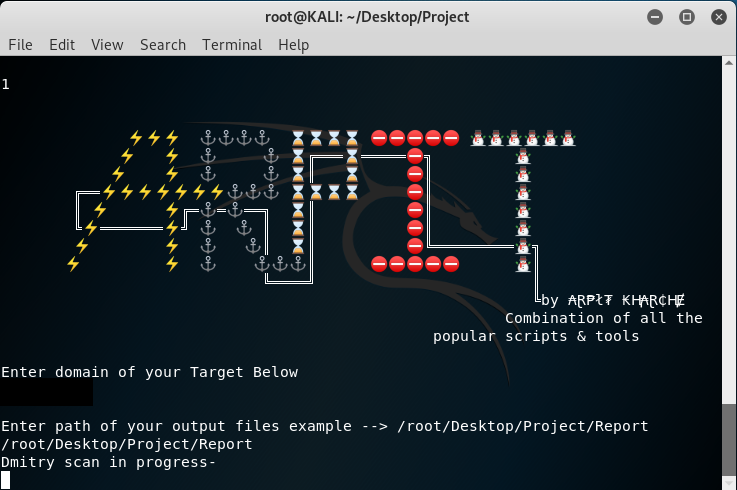 root@KALI: ~/Desktop/Project
File Edit View Search Terminal Help
1
ARPIT
by ₳ⱤP̶ł₮ ₭Ⱨ₳Ɽ₵ⱧɆ
Combination of all the
popular scripts & tools
Enter domain of your Target Below
Enter path of your output files example --> /root/Desktop/Project/Report
/root/Desktop/Project/Report
Dmitry scan in progress-